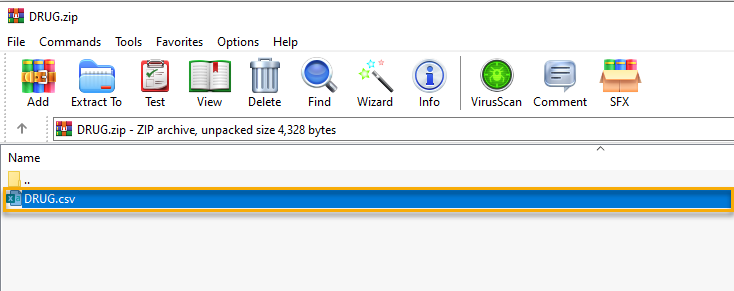 DRUG.zip
File Commands Tools Favorites Options Help
Add Extract To Test View Delete Find Wizard Info VirusScan Comment SFX
DRUG.zip - ZIP archive, unpacked size 4,328 bytes
Name
..
DRUG.csv